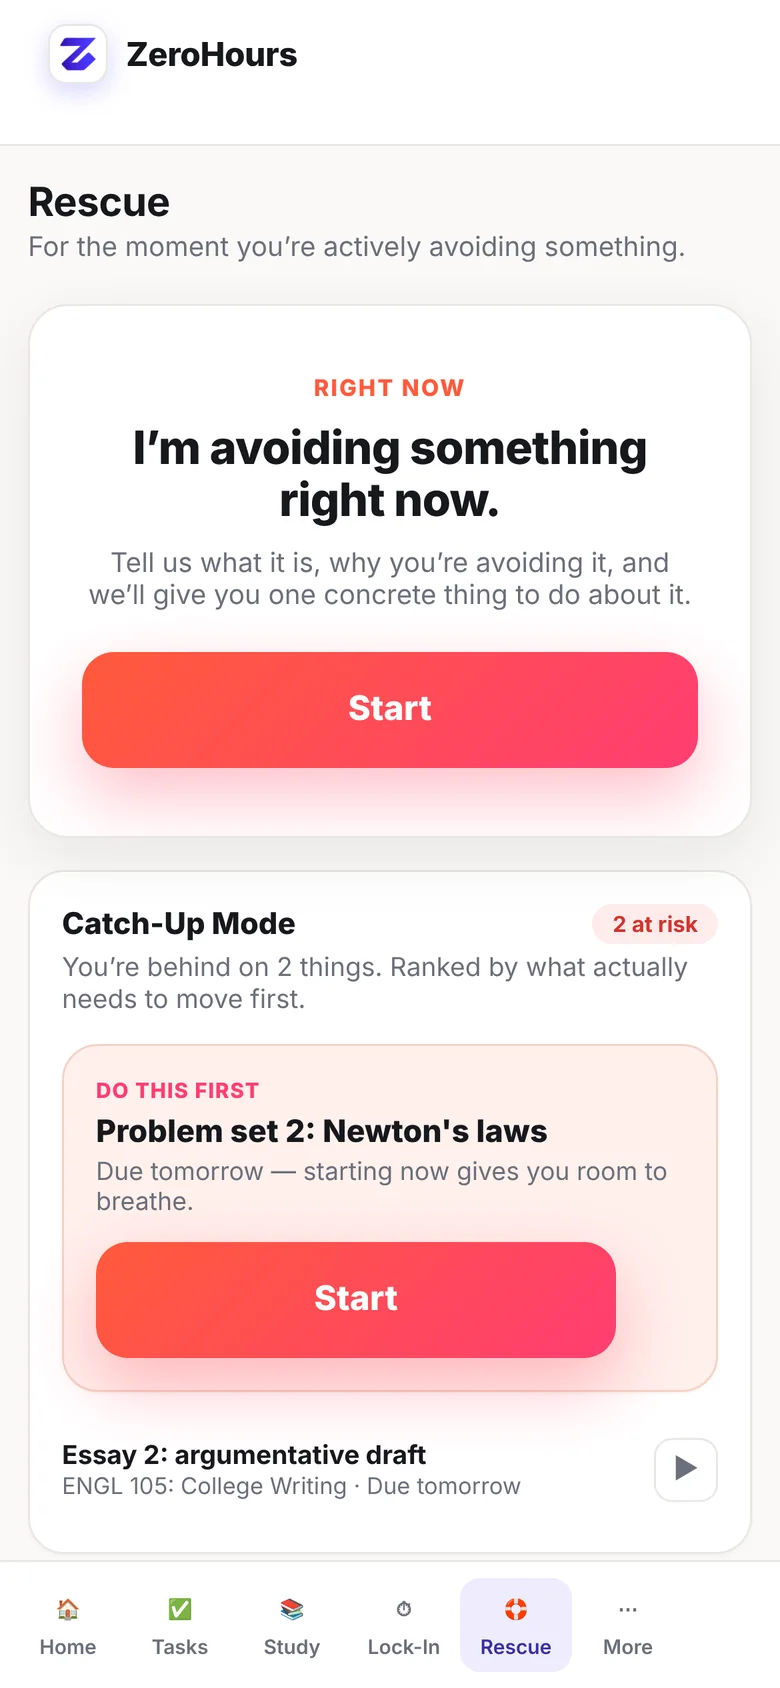 ZeroHours
Rescue
For the moment you’re actively avoiding something.
RIGHT NOW
I’m avoiding something
right now.
Tell us what it is, why you’re avoiding it, and
we’ll give you one concrete thing to do about it.
Start
Catch-Up Mode
2 at risk
You’re behind on 2 things. Ranked by what actually
needs to move first.
DO THIS FIRST
Problem set 2: Newton's laws
Due tomorrow — starting now gives you room to
breathe.
Start
Essay 2: argumentative draft
ENGL 105: College Writing · Due tomorrow
Home
Tasks
Study
Lock-In
Rescue
More